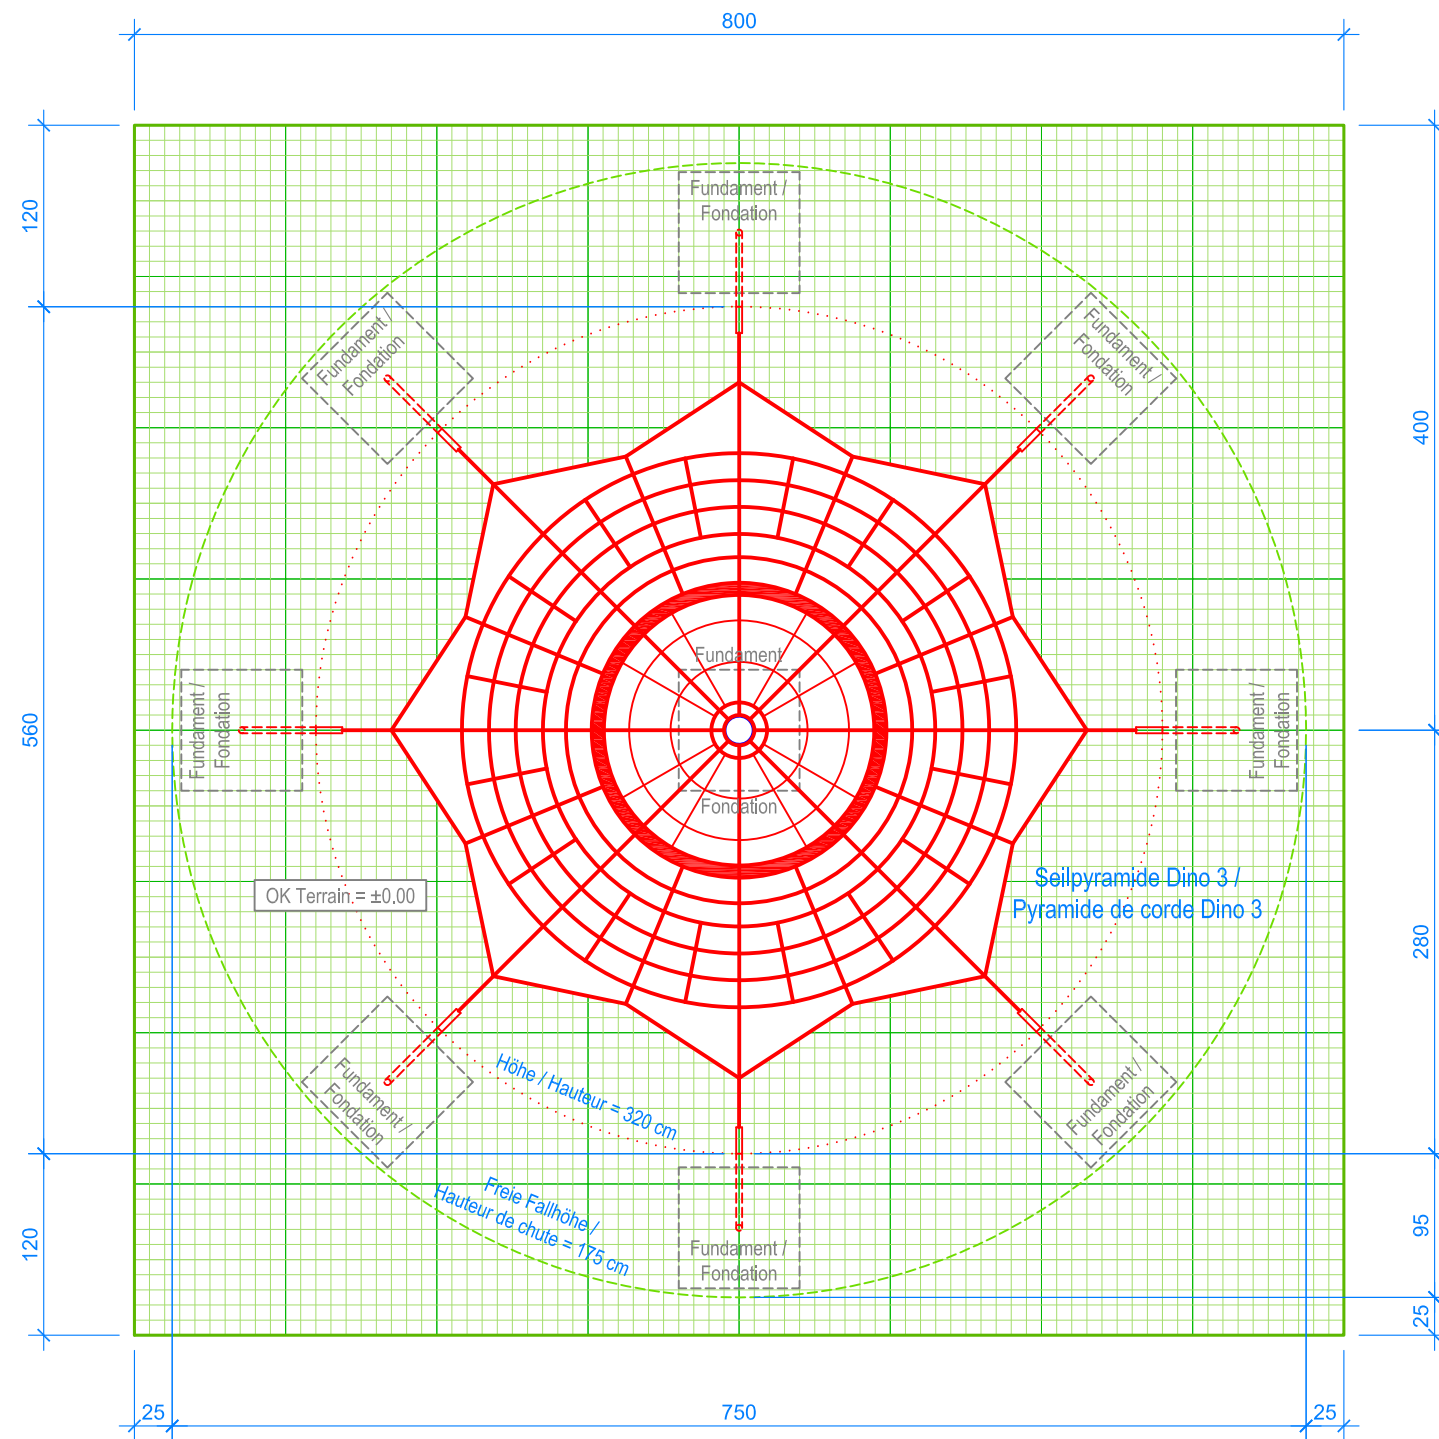 800
120
Fundament /
Fondation
Fundament /
Fondation
Fundament /
Fondation
400
560
Fundament /
Fondation
Fundament
Fondation
Fundament /
Fondation
OK Terrain = ±0.00
Seilpyramide Dino 3 /
Pyramide de corde Dino 3
280
Höhe / Hauteur = 320 cm
Fundament /
Fondation
Fundament /
Fondation
Freie Fallhöhe /
Hauteur de chute = 175 cm
Fundament /
Fondation
120
95
25
25
750
25